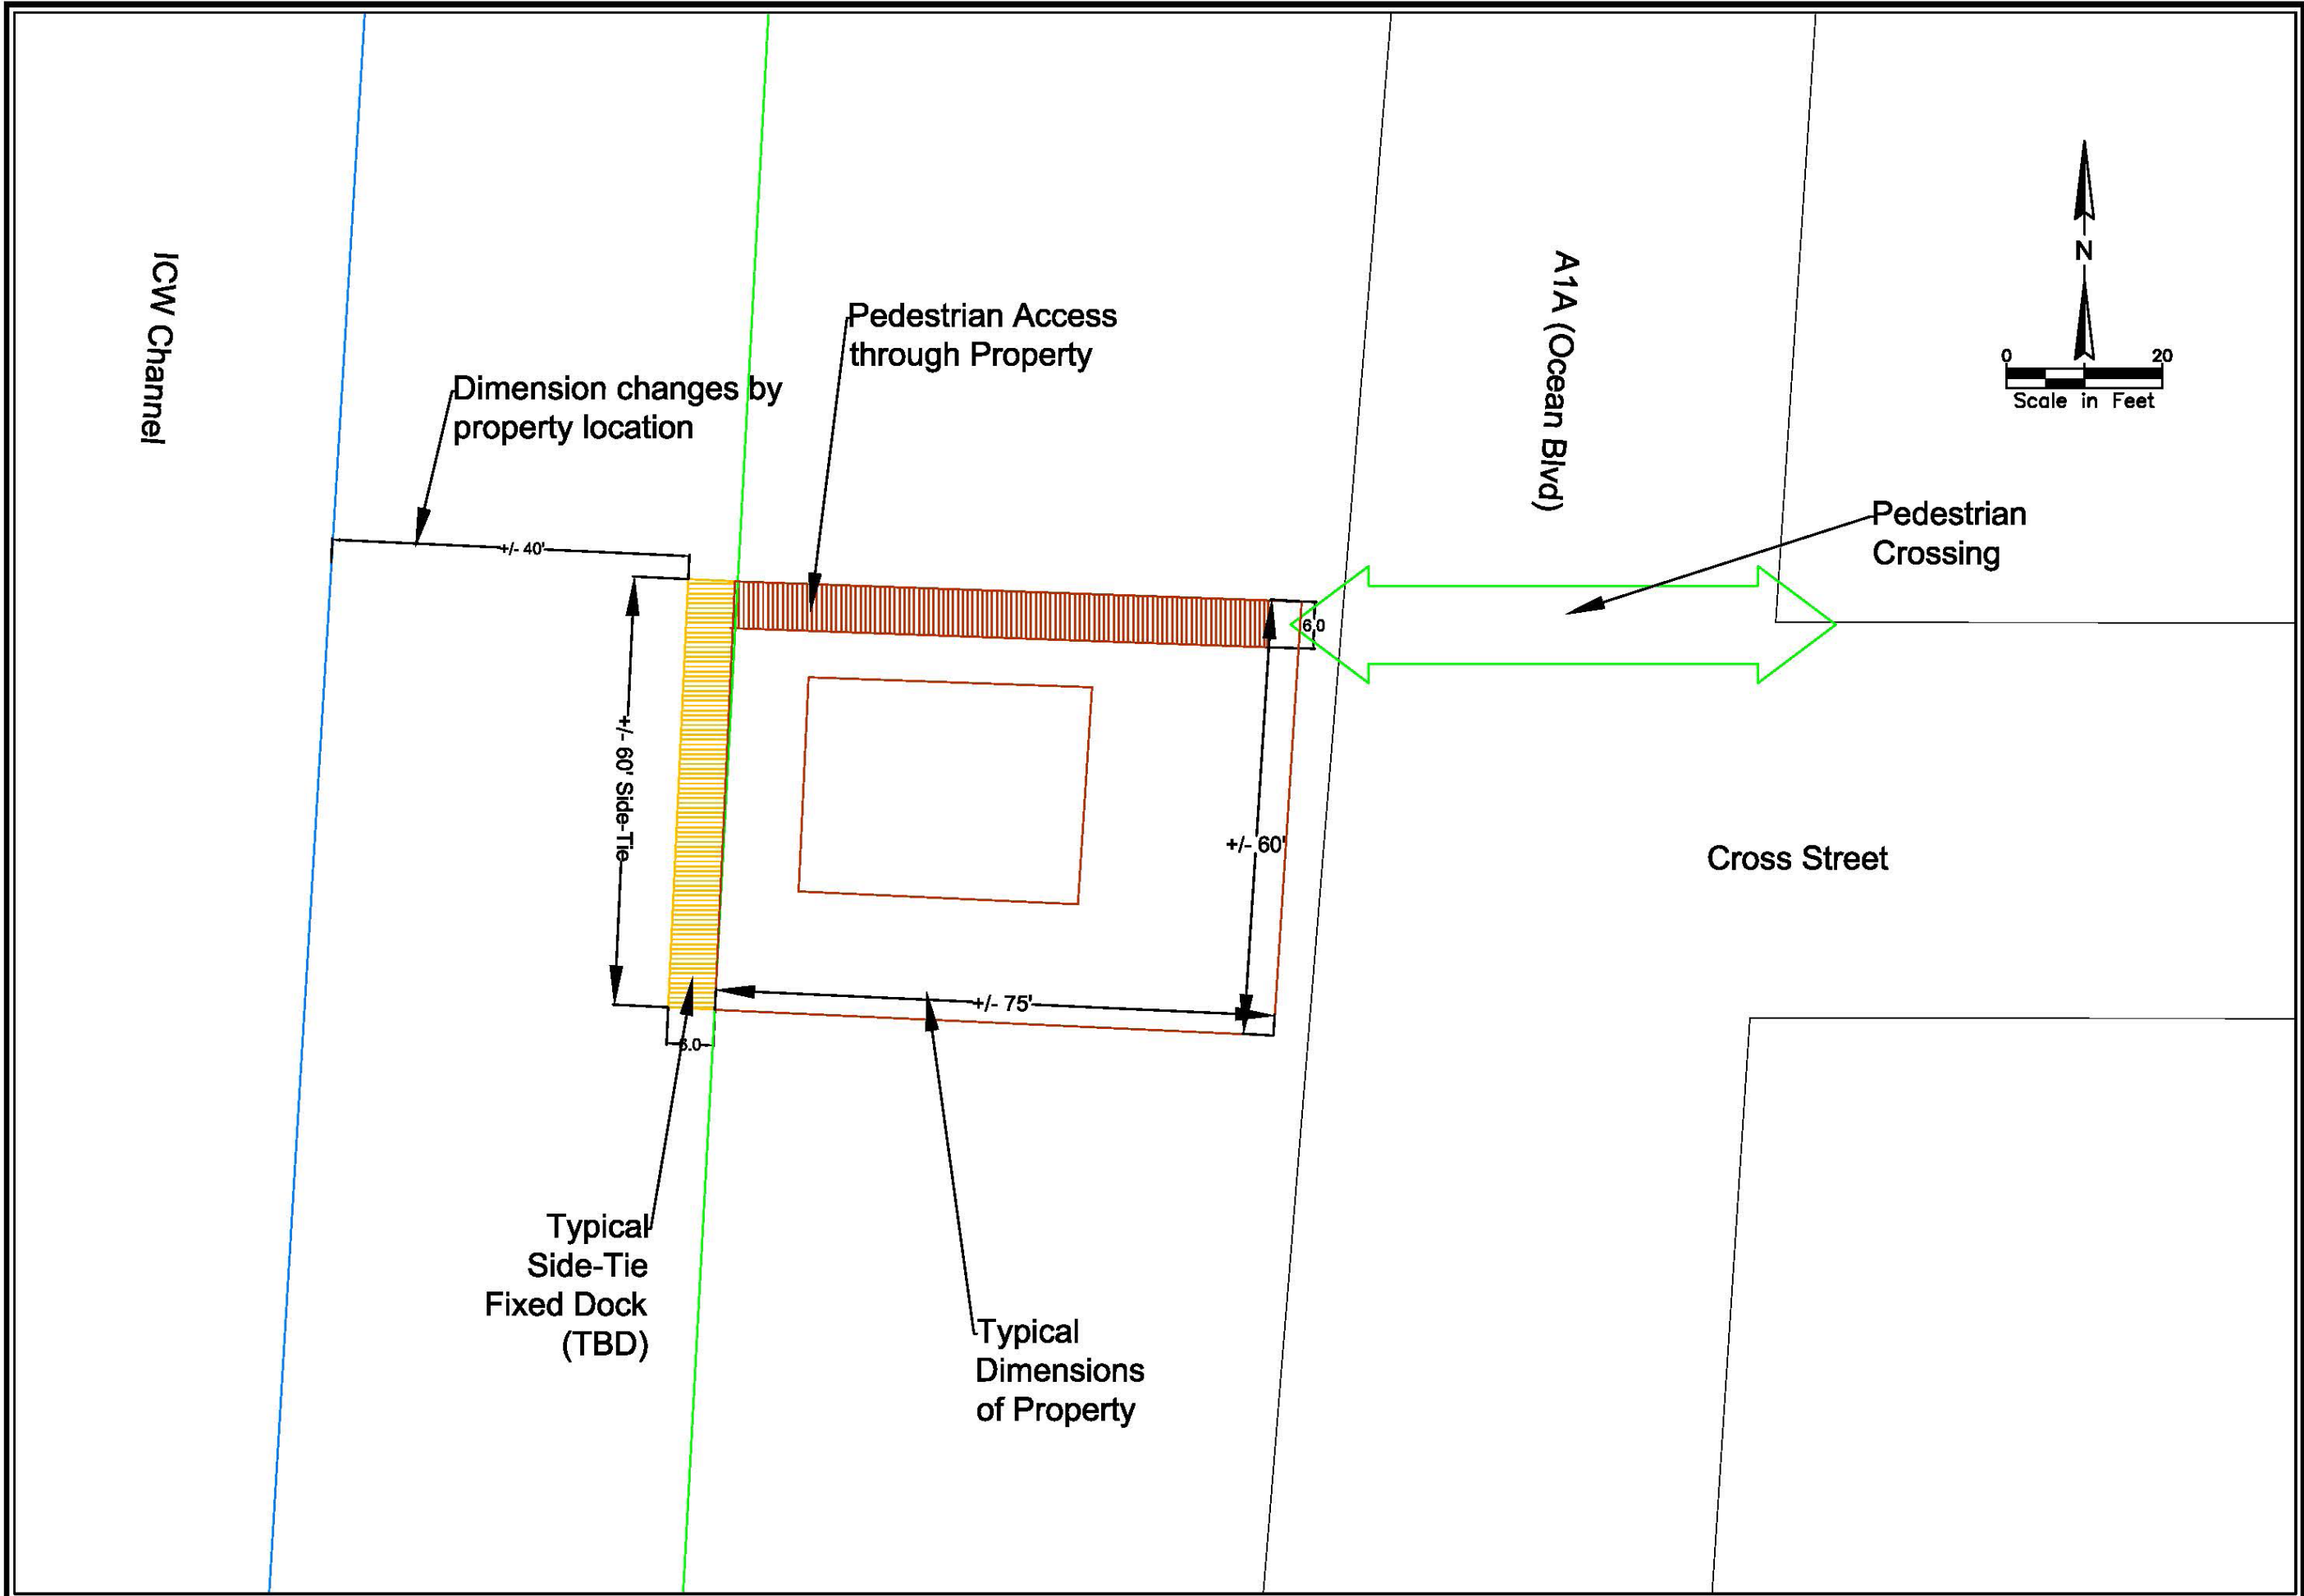 ICW Channel
Dimension changes by
property location
Pedestrian Access
through Property
A1A (Ocean Blvd)
N
0 20
Scale in Feet
Pedestrian
Crossing
+/- 40'
6.0
+/- 60' Side-Tie
+/- 60'
Cross Street
+/- 75'
6.0
Typical
Side-Tie
Fixed Dock
(TBD)
Typical
Dimensions
of Property